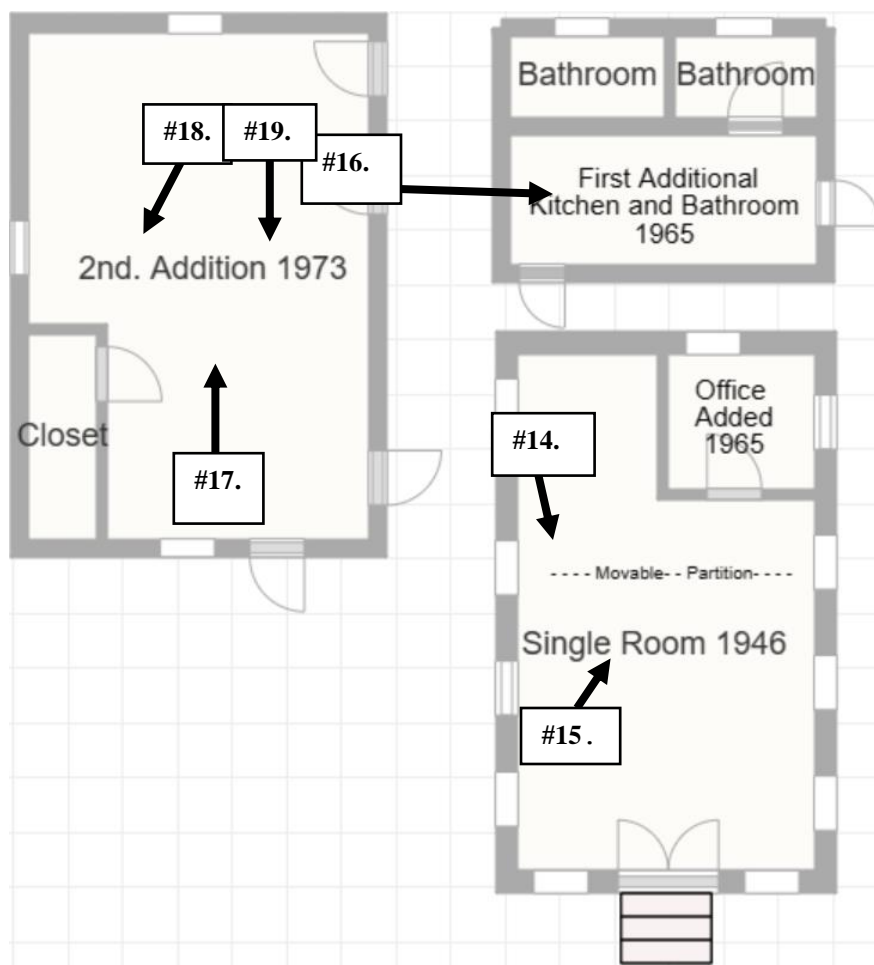 Bathroom
Bathroom
#18.
#19.
#16.
First Additional
Kitchen and Bathroom
1965
2nd. Addition 1973
Closet
#17.
Office
Added
1965
#14.
----Movable--Partition----
Single Room 1946
#15 .